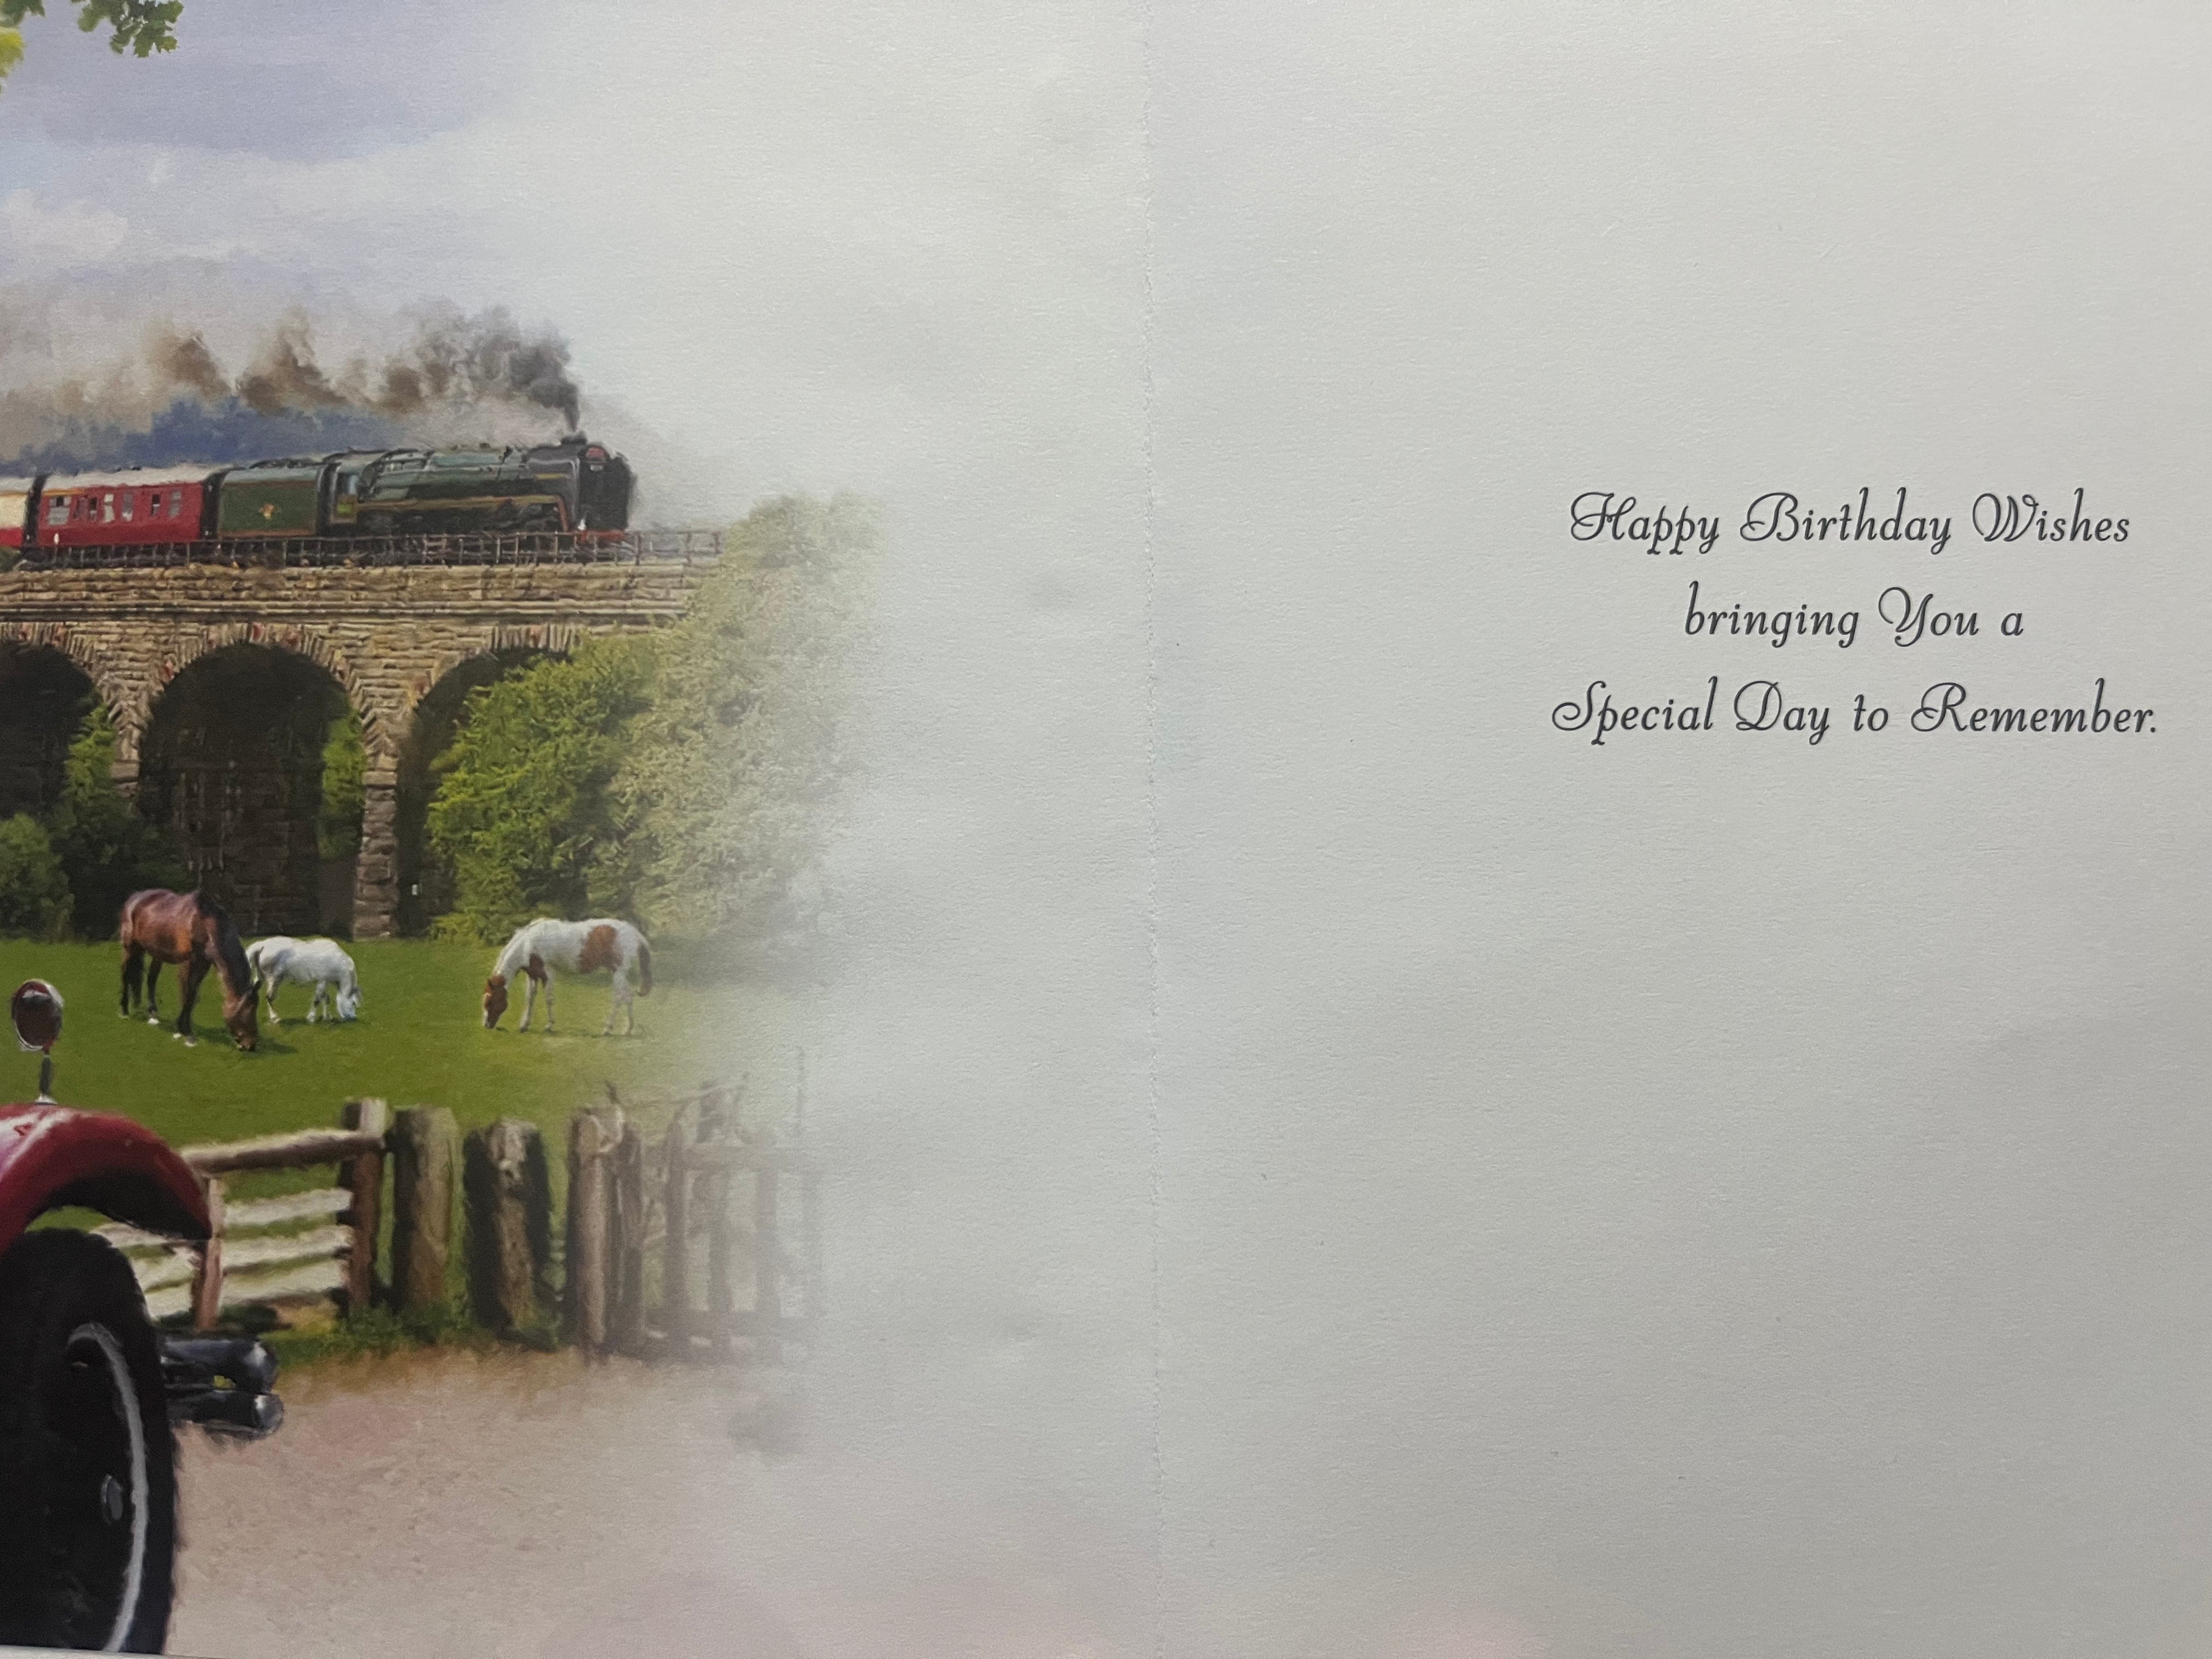 Happy Birthday Wishes
bringing You a
Special Day to Remember.